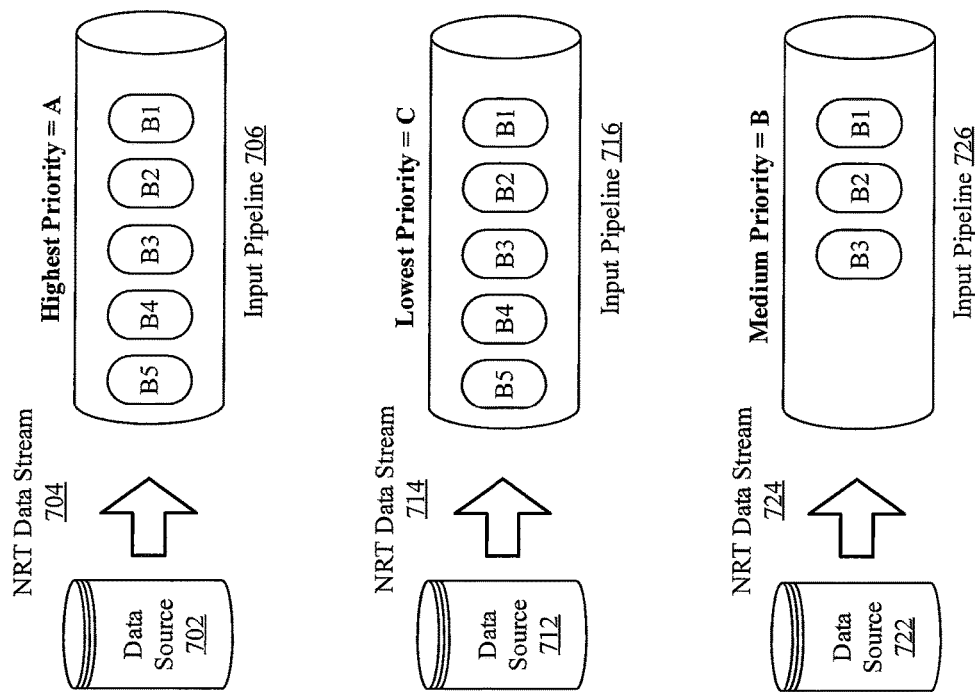 NRT Data Stream
704
Data
Source
702
Highest Priority = A
B5
B4
B3
B2
B1
Input Pipeline 706
NRT Data Stream
714
Data
Source
712
Lowest Priority = C
B5
B4
B3
B2
B1
Input Pipeline 716
NRT Data Stream
724
Data
Source
722
Medium Priority = B
B3
B2
B1
Input Pipeline 726